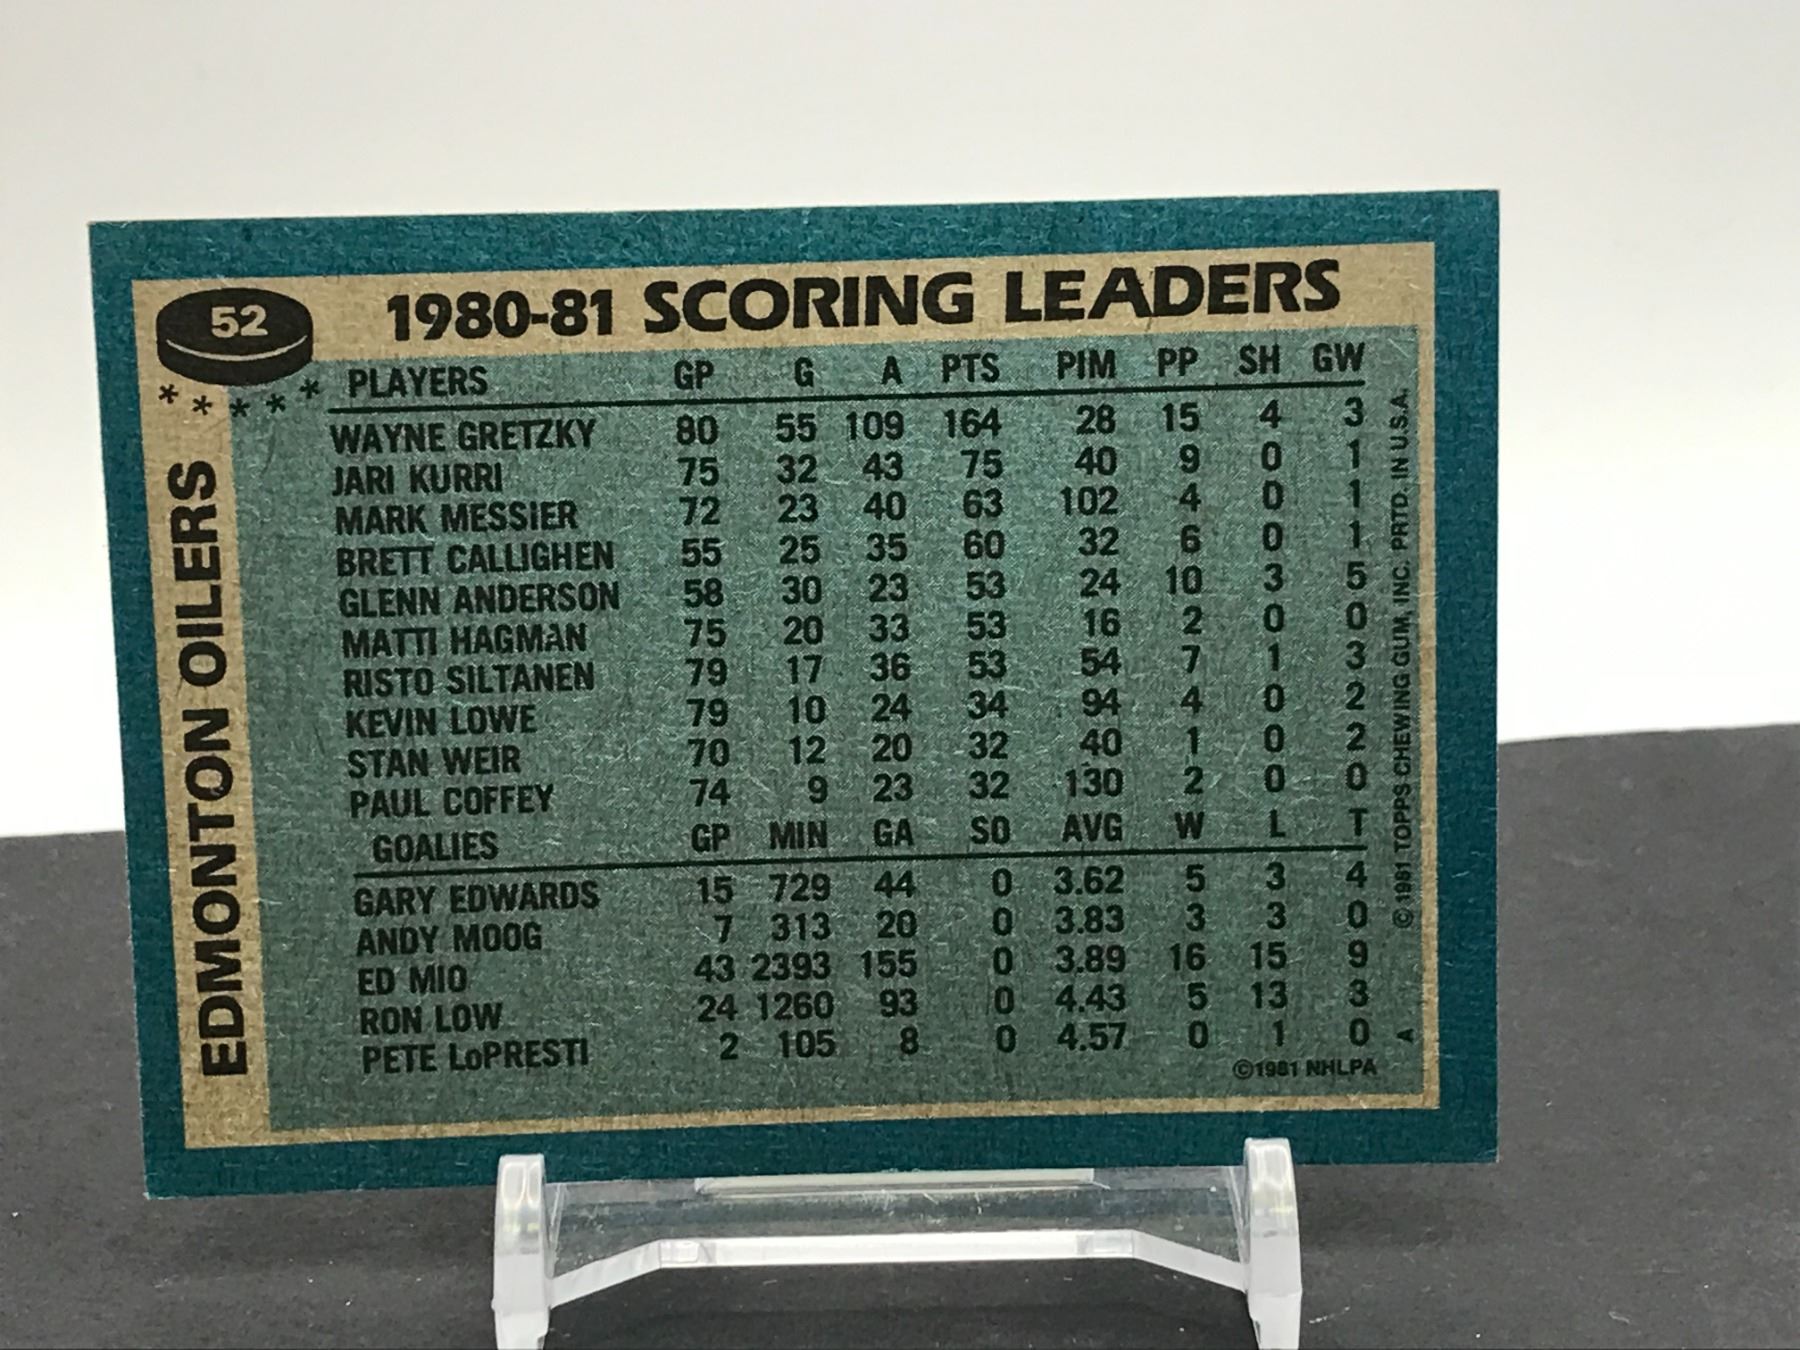 52
1980-81 SCORING LEADERS
* * * * *
EDMONTON OILERS
PLAYERS GP G A PTS PIM PP SH GW
WAYNE GRETZKY 80 55 109 164 28 15 4 3
JARI KURRI 75 32 43 75 40 9 0 1
MARK MESSIER 72 23 40 63 102 4 0 1
BRETT CALLIGHEN 55 25 35 60 32 6 0 1
GLENN ANDERSON 58 30 23 53 24 10 3 5
MATTI HAGMAN 75 20 33 53 16 2 0 0
RISTO SILTANEN 79 17 36 53 54 7 1 3
KEVIN LOWE 79 10 24 34 94 4 0 2
STAN WEIR 70 12 20 32 40 1 0 2
PAUL COFFEY 74 9 23 32 130 2 0 0
GOALIES GP MIN GA SO AVG W L T
GARY EDWARDS 15 729 44 0 3.62 5 3 4
ANDY MOOG 7 313 20 0 3.83 3 3 0
ED MIO 43 2393 155 0 3.89 16 15 9
RON LOW 24 1260 93 0 4.43 5 13 3
PETE LoPRESTI 2 105 8 0 4.57 0 1 0
©1981 NHLPA
A © 1981 TOPPS CHEWING GUM, INC. PRTD. IN U.S.A.